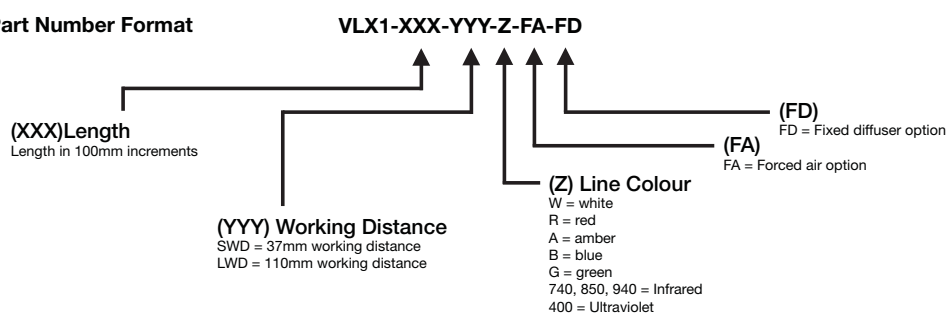 Part Number Format
VLX1-XXX-YYY-Z-FA-FD
(XXX)Length
Length in 100mm increments
(YYY) Working Distance
SWD = 37mm working distance
LWD = 110mm working distance
(Z) Line Colour
W = white
R = red
A = amber
B = blue
G = green
740, 850, 940 = Infrared
400 = Ultraviolet
(FA)
FA = Forced air option
(FD)
FD = Fixed diffuser option